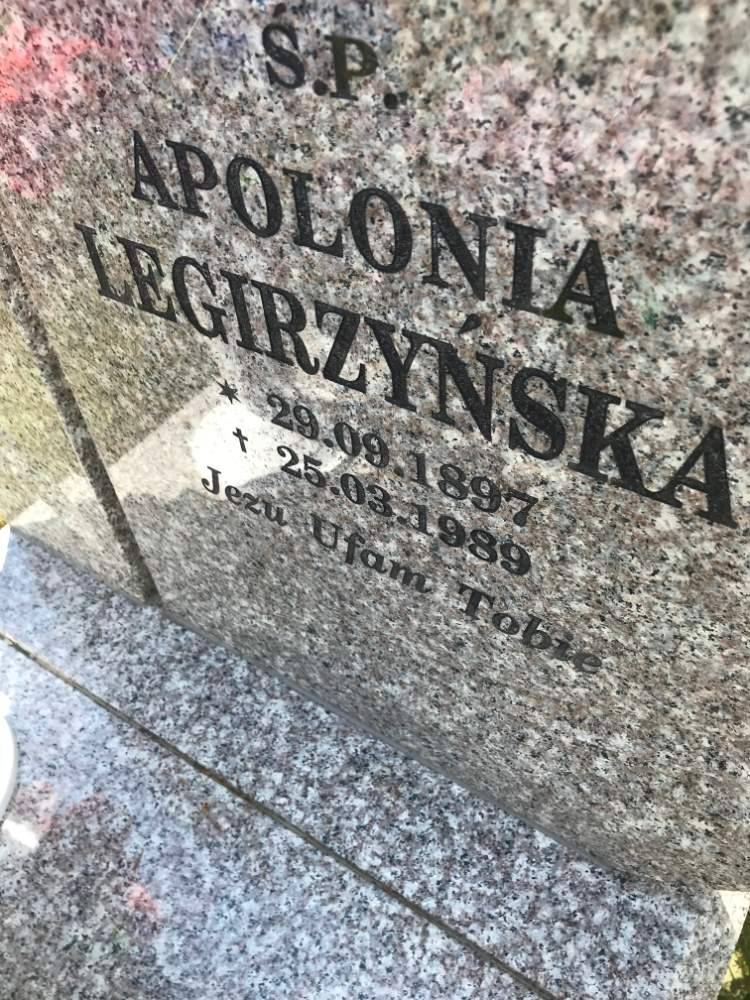 Ś.P.
APOLONIA
LEGIRZYŃSKA
* 29.09.1897
† 25.03.1989
Jezu Ufam Tobie